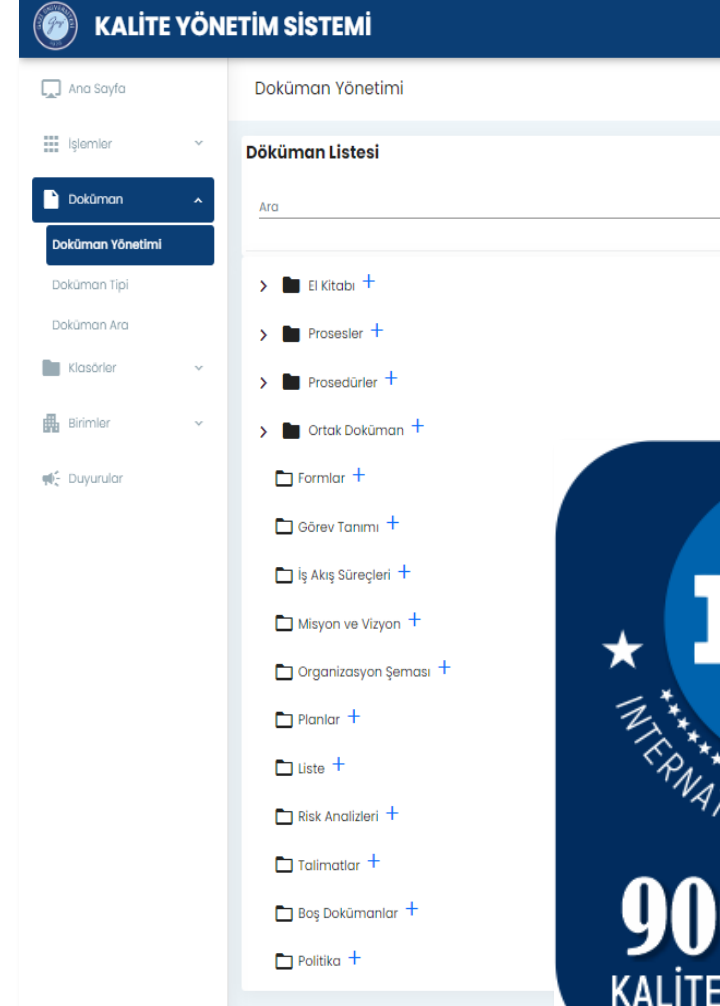 KALİTE YÖNETİM SİSTEMİ
Ana Sayfa
İşlemler
Doküman
Doküman Yönetimi
Doküman Tipi
Doküman Ara
Klasörler
Birimler
Duyurular
Doküman Yönetimi
Döküman Listesi
Ara
El Kitabı +
Prosesler +
Prosedürler +
Ortak Doküman +
Formlar +
Görev Tanımı +
İş Akış Süreçleri +
Misyon ve Vizyon +
Organizasyon Şeması +
Planlar +
Liste +
Risk Analizleri +
Talimatlar +
Boş Dokümanlar +
Politika +
90
KALİTE